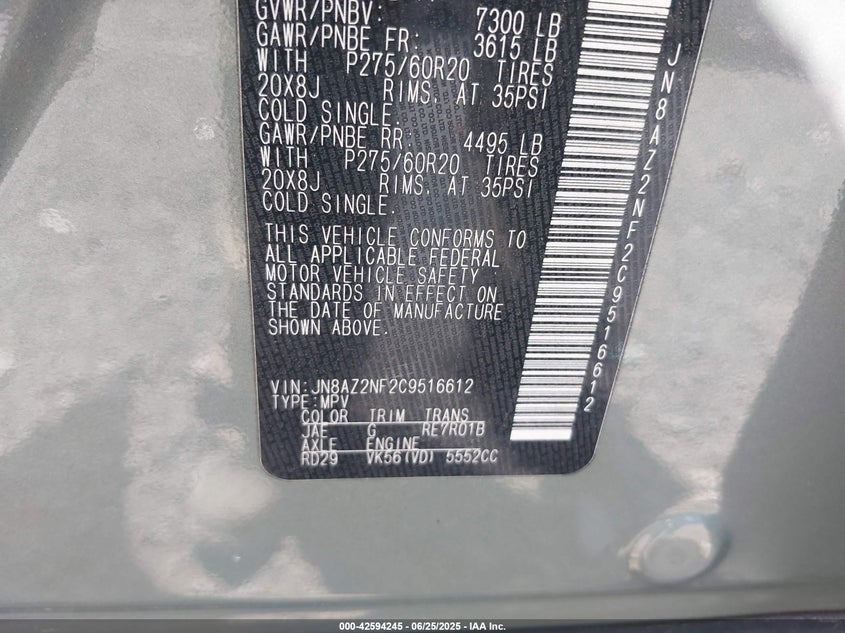 GVWR/PNBV: 7300 LB
GAWR/PNBE FR: 3615 LB
WITH P275/60R20 TIRES
20X8J RIMS, AT 35PSI
COLD SINGLE.
GAWR/PNBE RR: 4495 LB
WITH P275/60R20 TIRES
20X8J RIMS, AT 35PSI
COLD SINGLE.
THIS VEHICLE CONFORMS TO
ALL APPLICABLE FEDERAL
MOTOR VEHICLE SAFETY
STANDARDS IN EFFECT ON
THE DATE OF MANUFACTURE
SHOWN ABOVE.
VIN:JN8AZ2NF2C9516612
TYPE:MPV
COLOR TRIM TRANS
JAE G RE7R01B
AXLE ENGINE
RD29 VK56(VD) 5552CC
JN8AZ2NF2C9516612
000-42594245 - 06/25/2025 - IAA Inc.